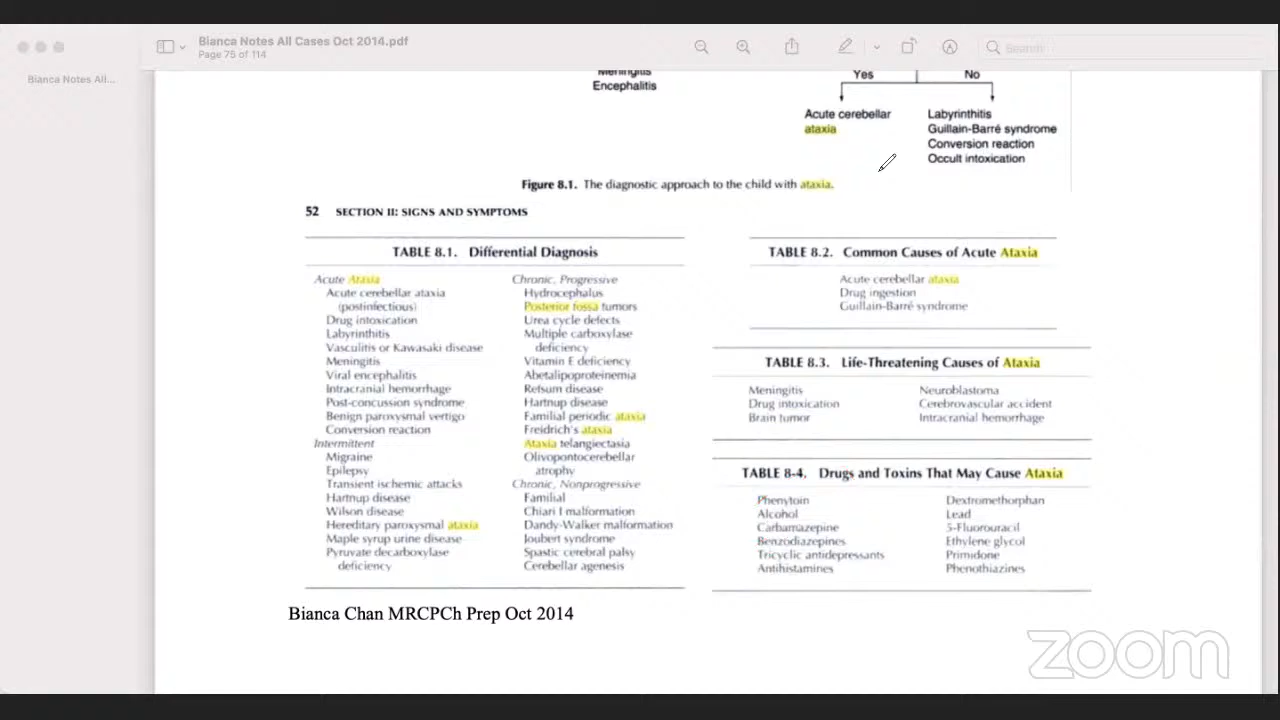 Bianca Notes All Cases Oct 2014.pdf
Page 75 of 114
Search
Bianca Notes All...
Meningitis
Encephalitis
Yes
No
Acute cerebellar
ataxia
Labyrinthitis
Guillain-Barré syndrome
Conversion reaction
Occult intoxication
Figure 8.1. The diagnostic approach to the child with ataxia.
52 SECTION II: SIGNS AND SYMPTOMS
TABLE 8.1. Differential Diagnosis
Acute Ataxia
Acute cerebellar ataxia
(postinfectious)
Drug intoxication
Labyrinthitis
Vasculitis or Kawasaki disease
Meningitis
Viral encephalitis
Intracranial hemorrhage
Post-concussion syndrome
Benign paroxysmal vertigo
Conversion reaction
Intermittent
Migraine
Epilepsy
Transient ischemic attacks
Hartnup disease
Wilson disease
Hereditary paroxysmal ataxia
Maple syrup urine disease
Pyruvate decarboxylase
deficiency
Chronic, Progressive
Hydrocephalus
Posterior fossa tumors
Urea cycle defects
Multiple carboxylase
deficiency
Vitamin E deficiency
Abetalipoproteinemia
Refsum disease
Hartnup disease
Familial periodic ataxia
Freidrich's ataxia
Ataxia telangiectasia
Olivopontocerebellar
atrophy
Chronic, Nonprogressive
Familial
Chiari I malformation
Dandy-Walker malformation
Joubert syndrome
Spastic cerebral palsy
Cerebellar agenesis
TABLE 8.2. Common Causes of Acute Ataxia
Acute cerebellar ataxia
Drug ingestion
Guillain-Barré syndrome
TABLE 8.3. Life-Threatening Causes of Ataxia
Meningitis
Drug intoxication
Brain tumor
Neuroblastoma
Cerebrovascular accident
Intracranial hemorrhage
TABLE 8-4. Drugs and Toxins That May Cause Ataxia
Phenytoin
Alcohol
Carbamazepine
Benzodiazepines
Tricyclic antidepressants
Antihistamines
Dextromethorphan
Lead
5-Fluorouracil
Ethylene glycol
Primidone
Phenothiazines
Bianca Chan MRCPCh Prep Oct 2014
zoom